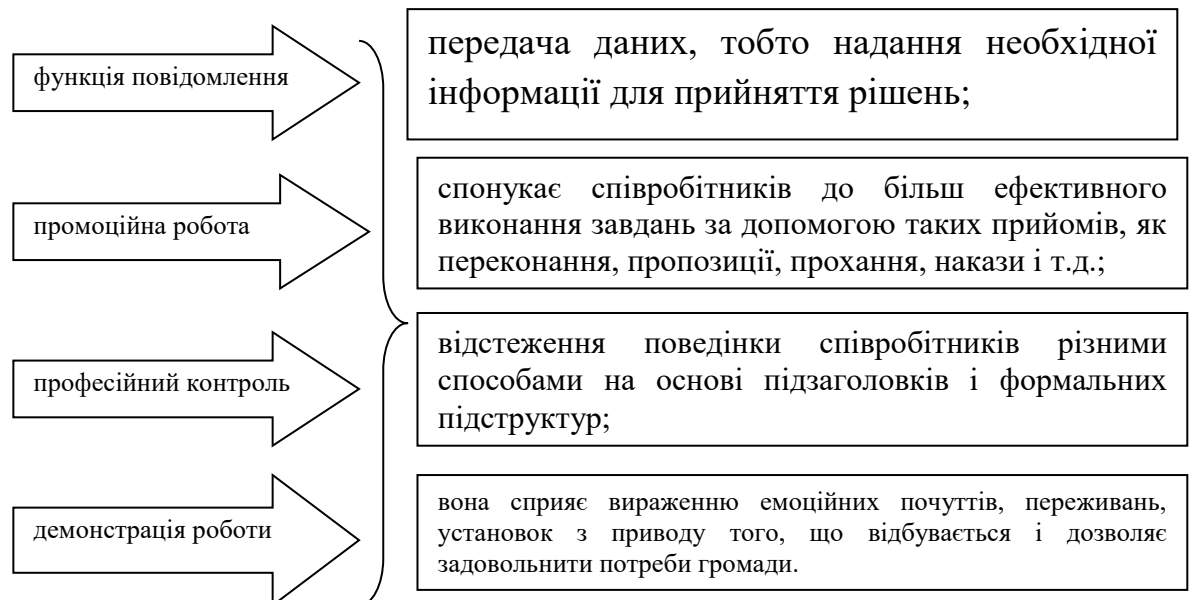 функція повідомлення
передача даних, тобто надання необхідної
інформації для прийняття рішень;
промоційна робота
спонукає співробітників до більш ефективного
виконання завдань за допомогою таких прийомів, як
переконання, пропозиції, прохання, накази і т.д.;
професійний контроль
відстеження поведінки співробітників різними
способами на основі підзаголовків і формальних
підструктур;
демонстрація роботи
вона сприяє вираженню емоційних почуттів, переживань,
установок з приводу того, що відбувається і дозволяє
задовольнити потреби громади.